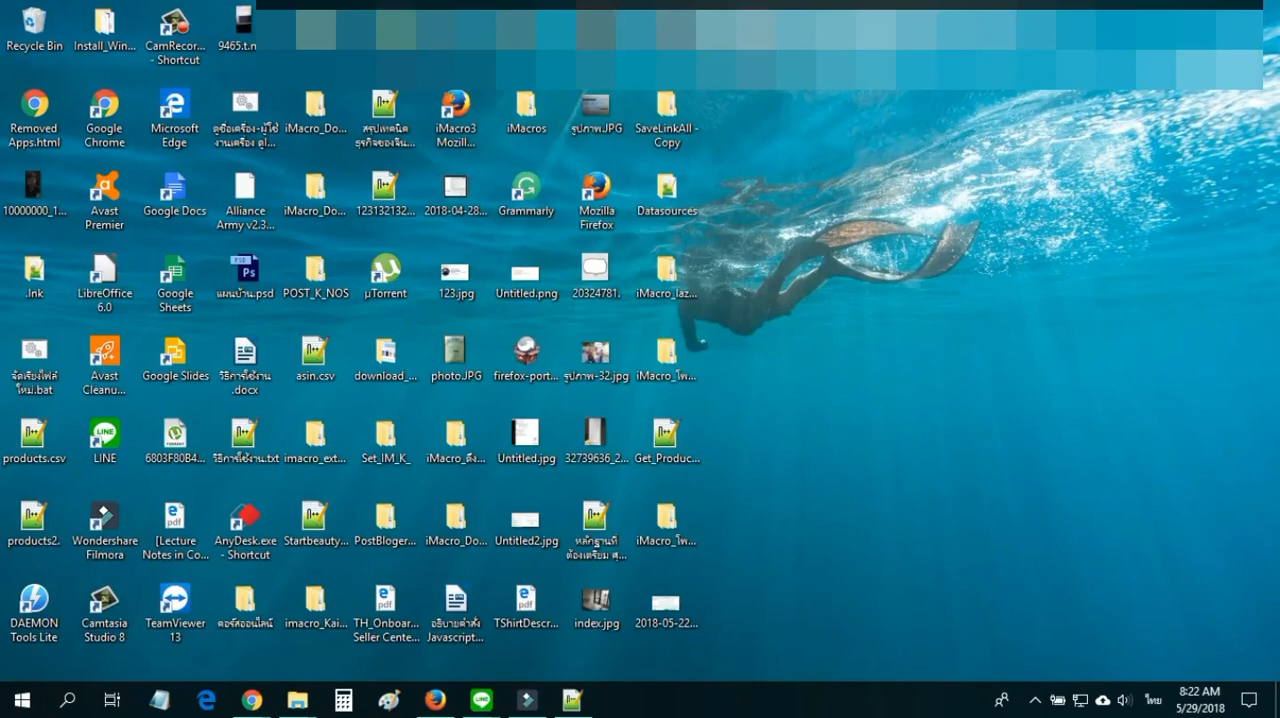 Recycle Bin
Install_Win...
CamRecor...
- Shortcut
9465.t.n
Removed
Apps.html
Google
Chrome
Microsoft
Edge
ดูชื่อเครื่อง-ผู้ใช้
งานเครื่อง ดูไ...
iMacro_Do...
สรุปเทคนิค
ธุรกิจของจีน...
iMacro3
Mozill...
iMacros
รูปภาพ.JPG
SaveLinkAll -
Copy
10000000_1...
Avast
Premier
Google Docs
Alliance
Army v2.3...
iMacro_Do...
123132132...
2018-04-28...
Grammarly
Mozilla
Firefox
Datasources
.lnk
LibreOffice
6.0
Google
Sheets
แผนบ้าน.psd
POST_K_NOS
µTorrent
123.jpg
Untitled.png
20324781.
iMacro_laz...
จัดเรียงไฟล์
ใหม่.bat
Avast
Cleanu...
Google Slides
วิธีการใช้งาน
.docx
asin.csv
download_...
photo.JPG
firefox-port...
รูปภาพ-32.jpg
iMacro_โพ...
products.csv
LINE
6803F80B4...
วิธีการใช้งาน.txt
imacro_ext...
Set_IM_K_
iMacro_ดึง...
Untitled.jpg
32739636_2...
Get_Produc...
products2.
Wondershare
Filmora
[Lecture
Notes in Co...
AnyDesk.exe
- Shortcut
Startbeauty...
PostBloger...
iMacro_Do...
Untitled2.jpg
หลักฐานที่
ต้องเตรียม ศุ...
iMacro_โพ...
DAEMON
Tools Lite
Camtasia
Studio 8
TeamViewer
13
คอร์สออนไลน์
imacro_Kai...
TH_Onboar...
Seller Cente...
อธิบายคำสั่ง
Javascript...
TShirtDescr...
index.jpg
2018-05-22...
ไทย
8:22 AM
5/29/2018